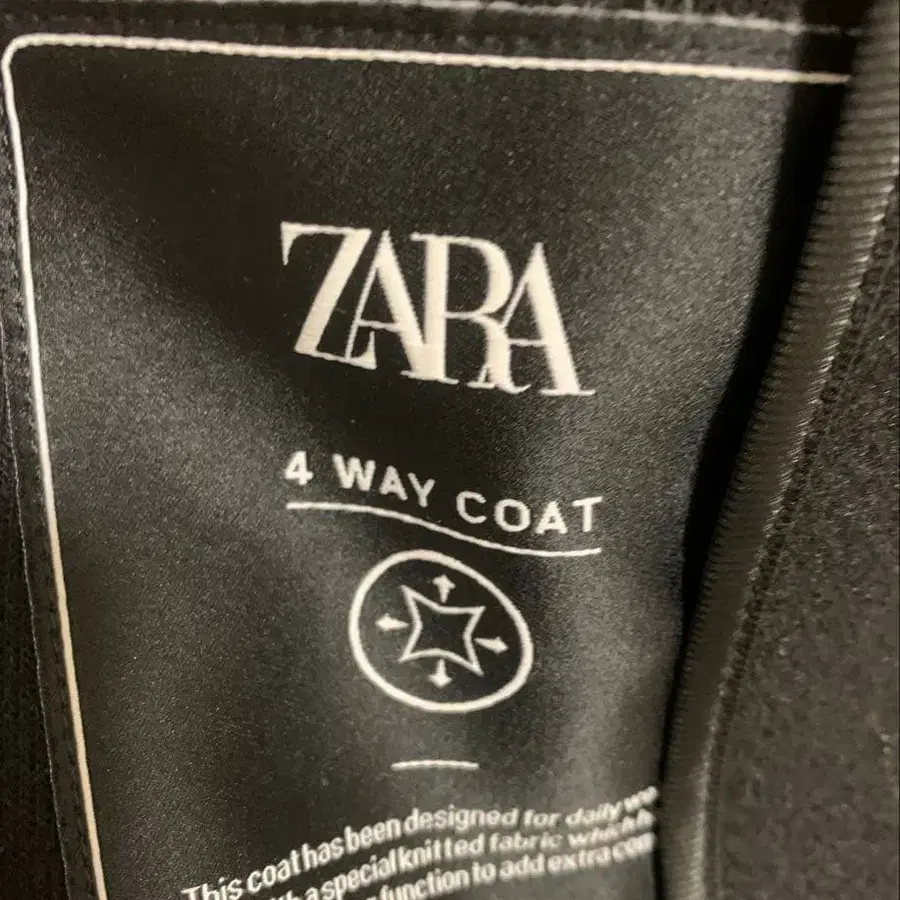 ZARA
4 WAY COAT
This coat has been designed for daily
a special knitted fabric which
function to add extra